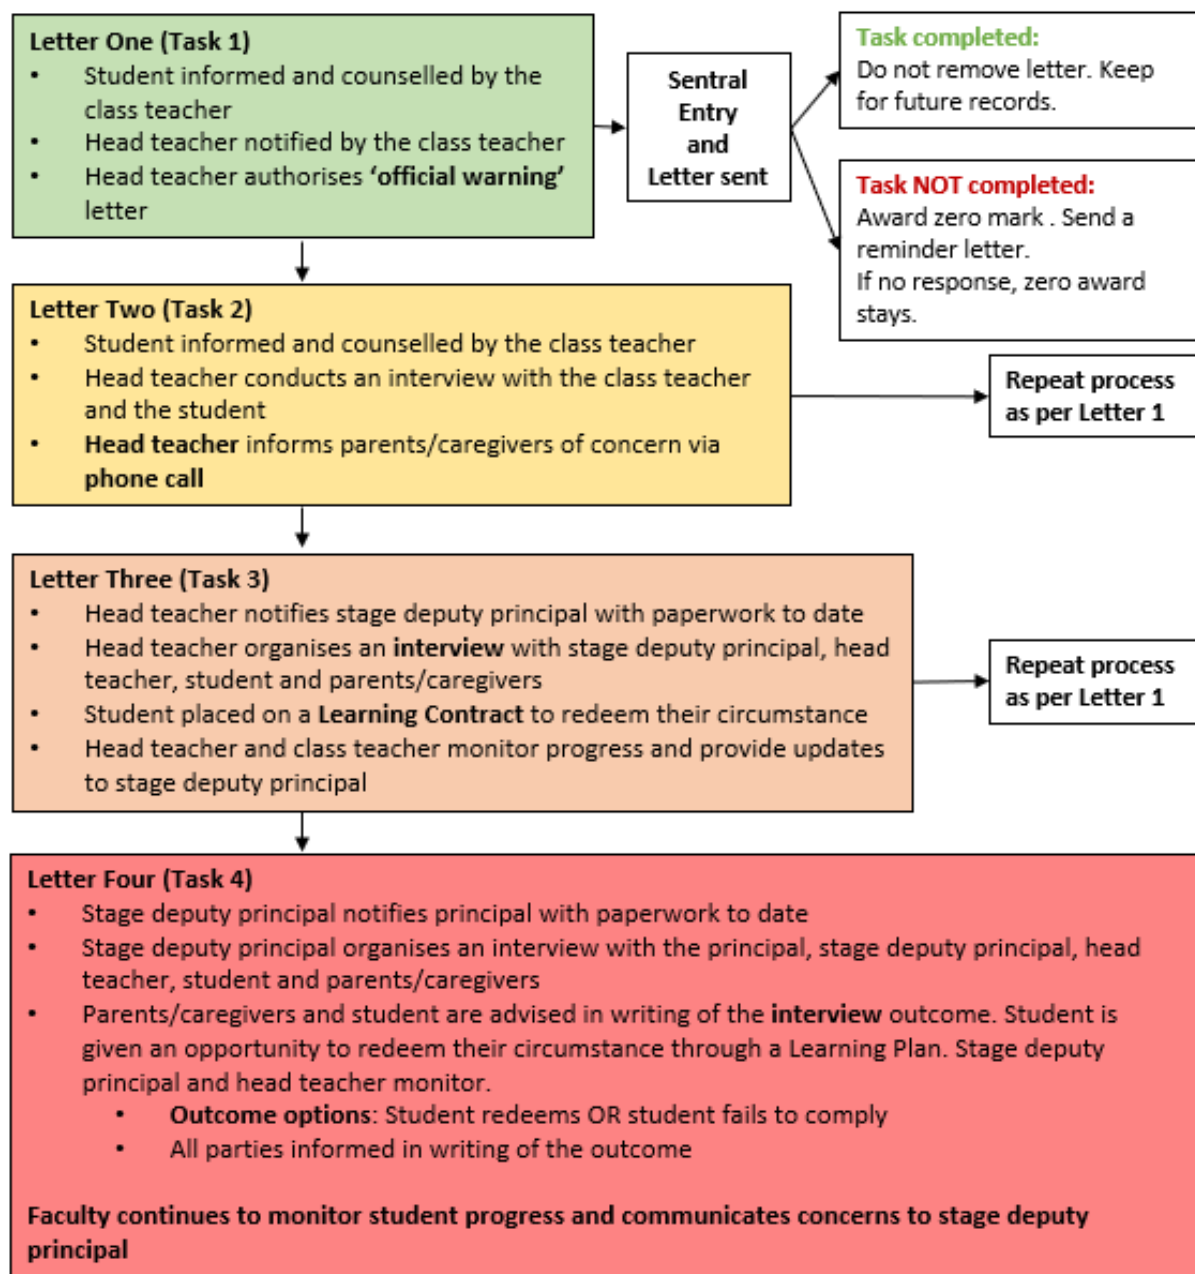 Letter One (Task 1)
• Student informed and counselled by the
class teacher
• Head teacher notified by the class teacher
• Head teacher authorises ‘official warning’
letter
Sentral
Entry
and
Letter sent
Task completed:
Do not remove letter. Keep
for future records.
Task NOT completed:
Award zero mark . Send a
reminder letter.
If no response, zero award
stays.
Letter Two (Task 2)
• Student informed and counselled by the class teacher
• Head teacher conducts an interview with the class teacher
and the student
• Head teacher informs parents/caregivers of concern via
phone call
Repeat process
as per Letter 1
Letter Three (Task 3)
• Head teacher notifies stage deputy principal with paperwork to date
• Head teacher organises an interview with stage deputy principal, head
teacher, student and parents/caregivers
• Student placed on a Learning Contract to redeem their circumstance
• Head teacher and class teacher monitor progress and provide updates
to stage deputy principal
Repeat process
as per Letter 1
Letter Four (Task 4)
• Stage deputy principal notifies principal with paperwork to date
• Stage deputy principal organises an interview with the principal, stage deputy principal, head
teacher, student and parents/caregivers
• Parents/caregivers and student are advised in writing of the interview outcome. Student is
given an opportunity to redeem their circumstance through a Learning Plan. Stage deputy
principal and head teacher monitor.
• Outcome options: Student redeems OR student fails to comply
• All parties informed in writing of the outcome
Faculty continues to monitor student progress and communicates concerns to stage deputy
principal